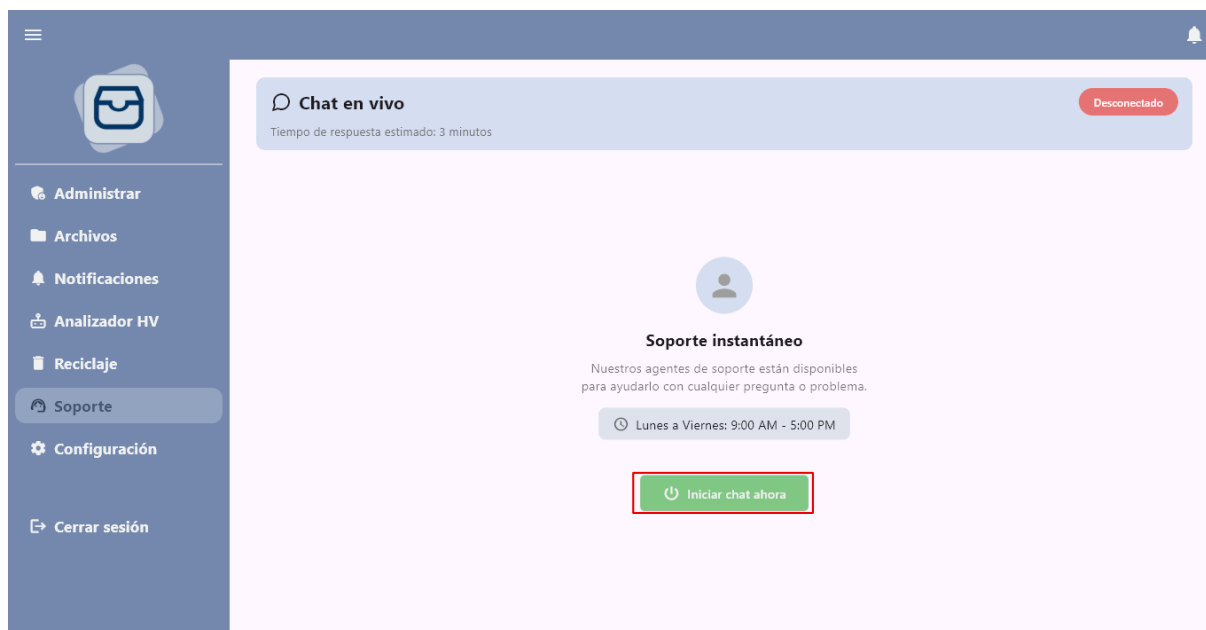 Chat en vivo
Desconectado
Tiempo de respuesta estimado: 3 minutos
Administrar
Archivos
Notificaciones
Analizador HV
Reciclaje
Soporte
Configuración
Cerrar sesión
Soporte instantáneo
Nuestros agentes de soporte están disponibles
para ayudarlo con cualquier pregunta o problema.
Lunes a Viernes: 9:00 AM - 5:00 PM
Iniciar chat ahora